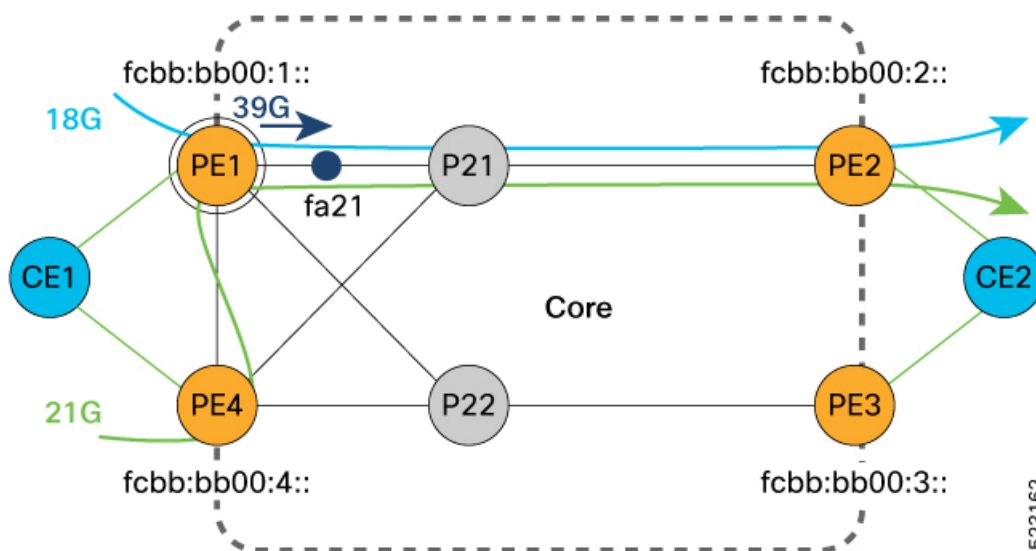 fcbb:bb00:1::
fcbb:bb00:2::
18G
39G
PE1
P21
PE2
fa21
CE1
CE2
Core
21G
PE4
P22
PE3
fcbb:bb00:4::
fcbb:bb00:3::